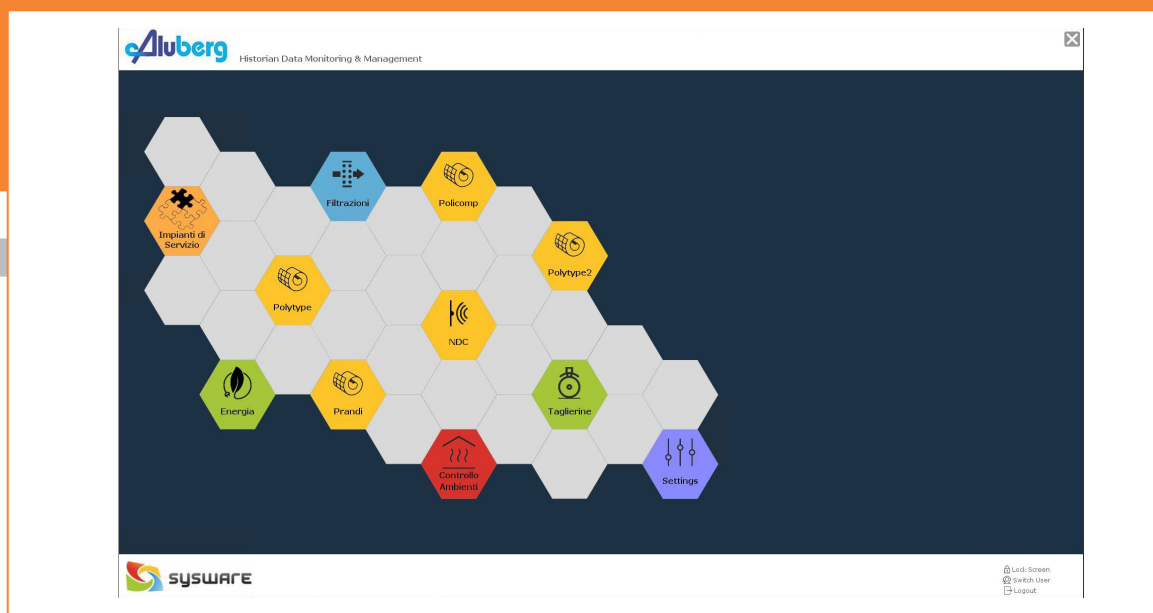 Aluberg
Historian Data Monitoring & Management
Filtrazioni
Policomp
Impianti di
Servizio
Polytype2
Polytype
NDC
Energia
Prandi
Taglierine
Controllo
Ambienti
Settings
sysware
Lock Screen
Switch User
Logout